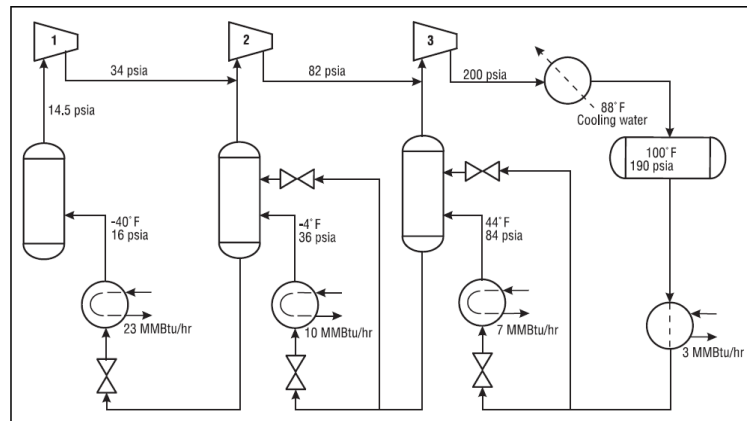 1
2
3
34 psia
82 psia
200 psia
14.5 psia
88°F
Cooling water
100°F
190 psia
-40°F
16 psia
-4°F
36 psia
44°F
84 psia
23 MMBtu/hr
10 MMBtu/hr
7 MMBtu/hr
3 MMBtu/hr